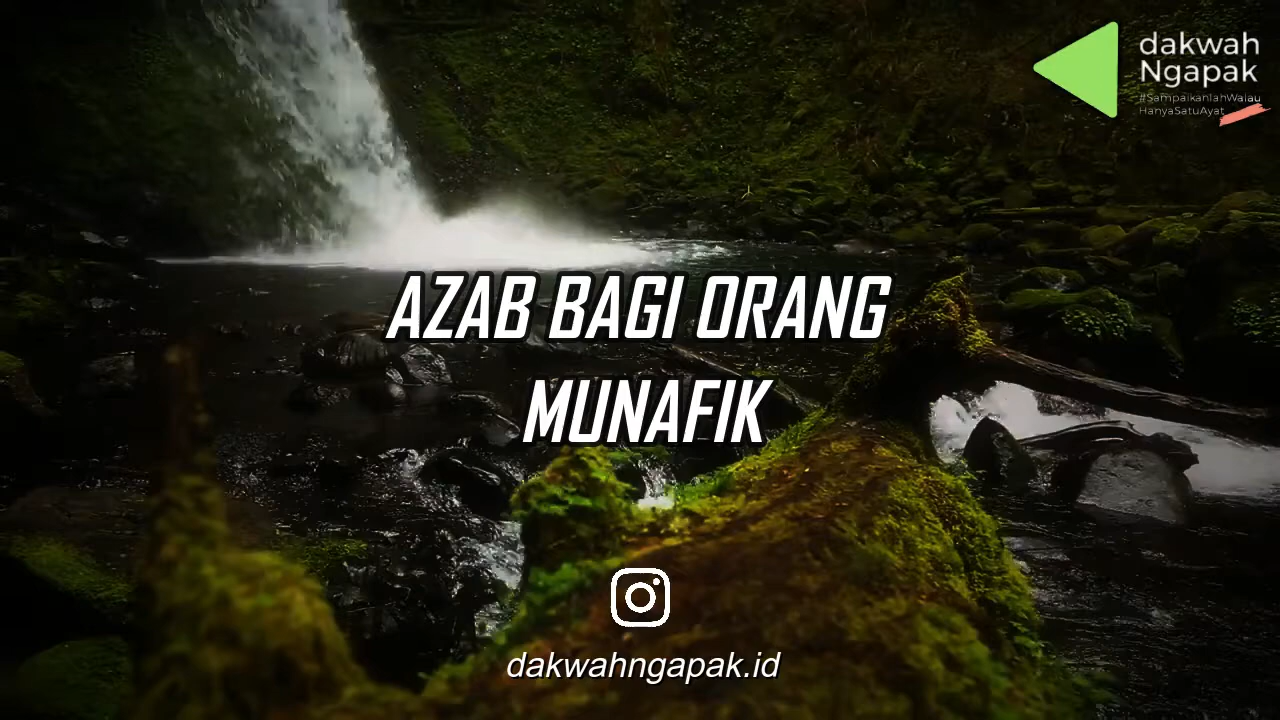 dakwah
Ngapak
#SampaikanlahWalau
HanyaSatuAyat
AZAB BAGI ORANG
MUNAFIK
dakwahngapak.id